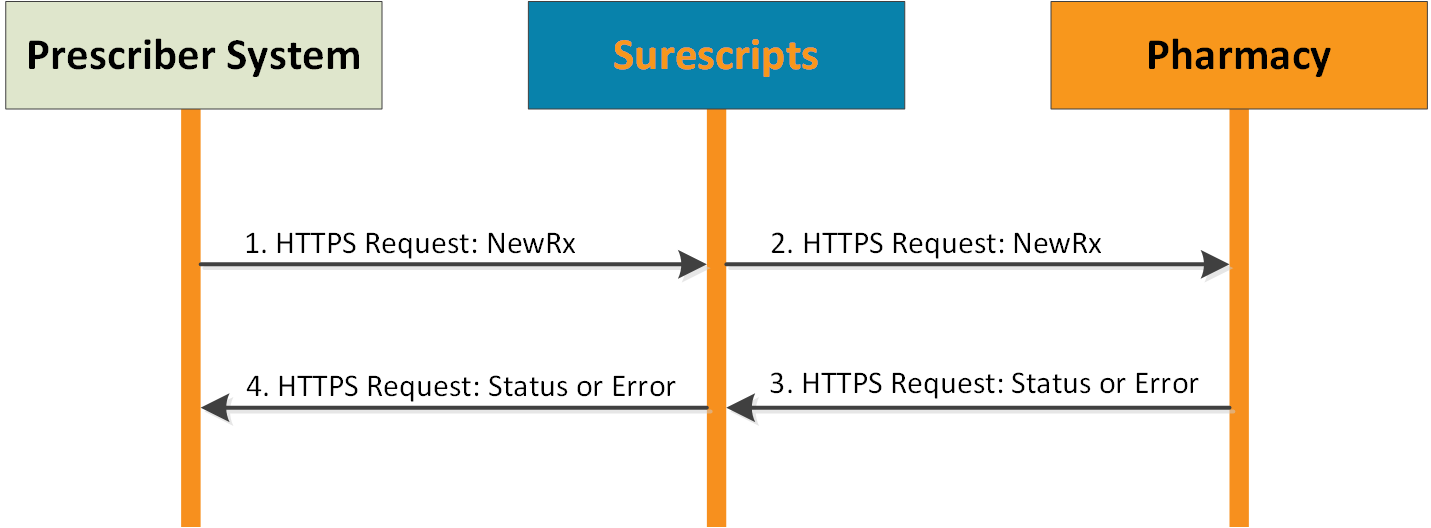 Prescriber System
Surescripts
Pharmacy
1. HTTPS Request: NewRx
2. HTTPS Request: NewRx
4. HTTPS Request: Status or Error
3. HTTPS Request: Status or Error